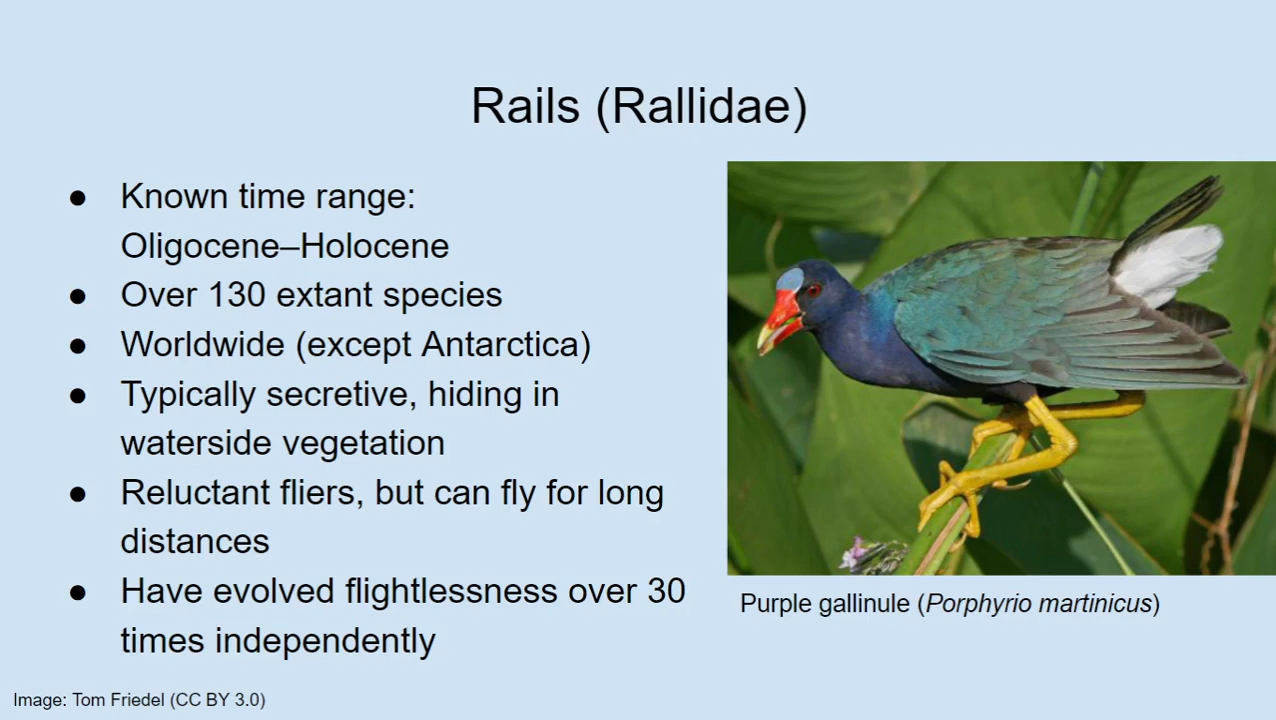 Rails (Rallidae)
● Known time range:
Oligocene–Holocene
● Over 130 extant species
● Worldwide (except Antarctica)
● Typically secretive, hiding in
waterside vegetation
● Reluctant fliers, but can fly for long
distances
● Have evolved flightlessness over 30
times independently
Purple gallinule (Porphyrio martinicus)
Image: Tom Friedel (CC BY 3.0)